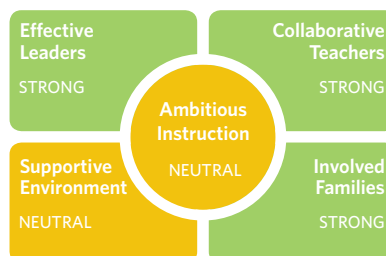 Effective
Leaders
STRONG
Collaborative
Teachers
STRONG
Ambitious
Instruction
NEUTRAL
Supportive
Environment
NEUTRAL
Involved
Families
STRONG